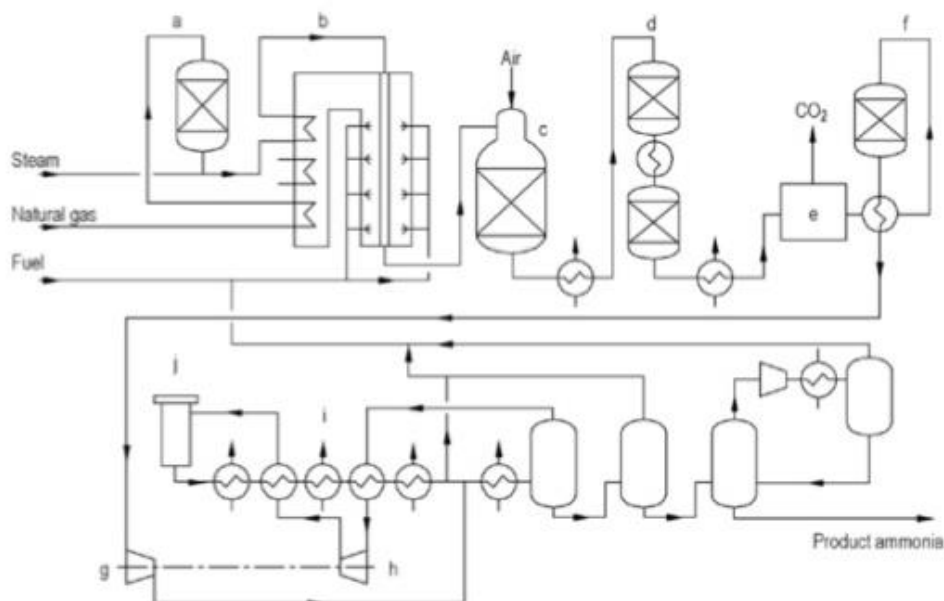 a
b
d
f
Air
c
CO₂
Steam
e
Natural gas
Fuel
j
i
g
h
Product ammonia